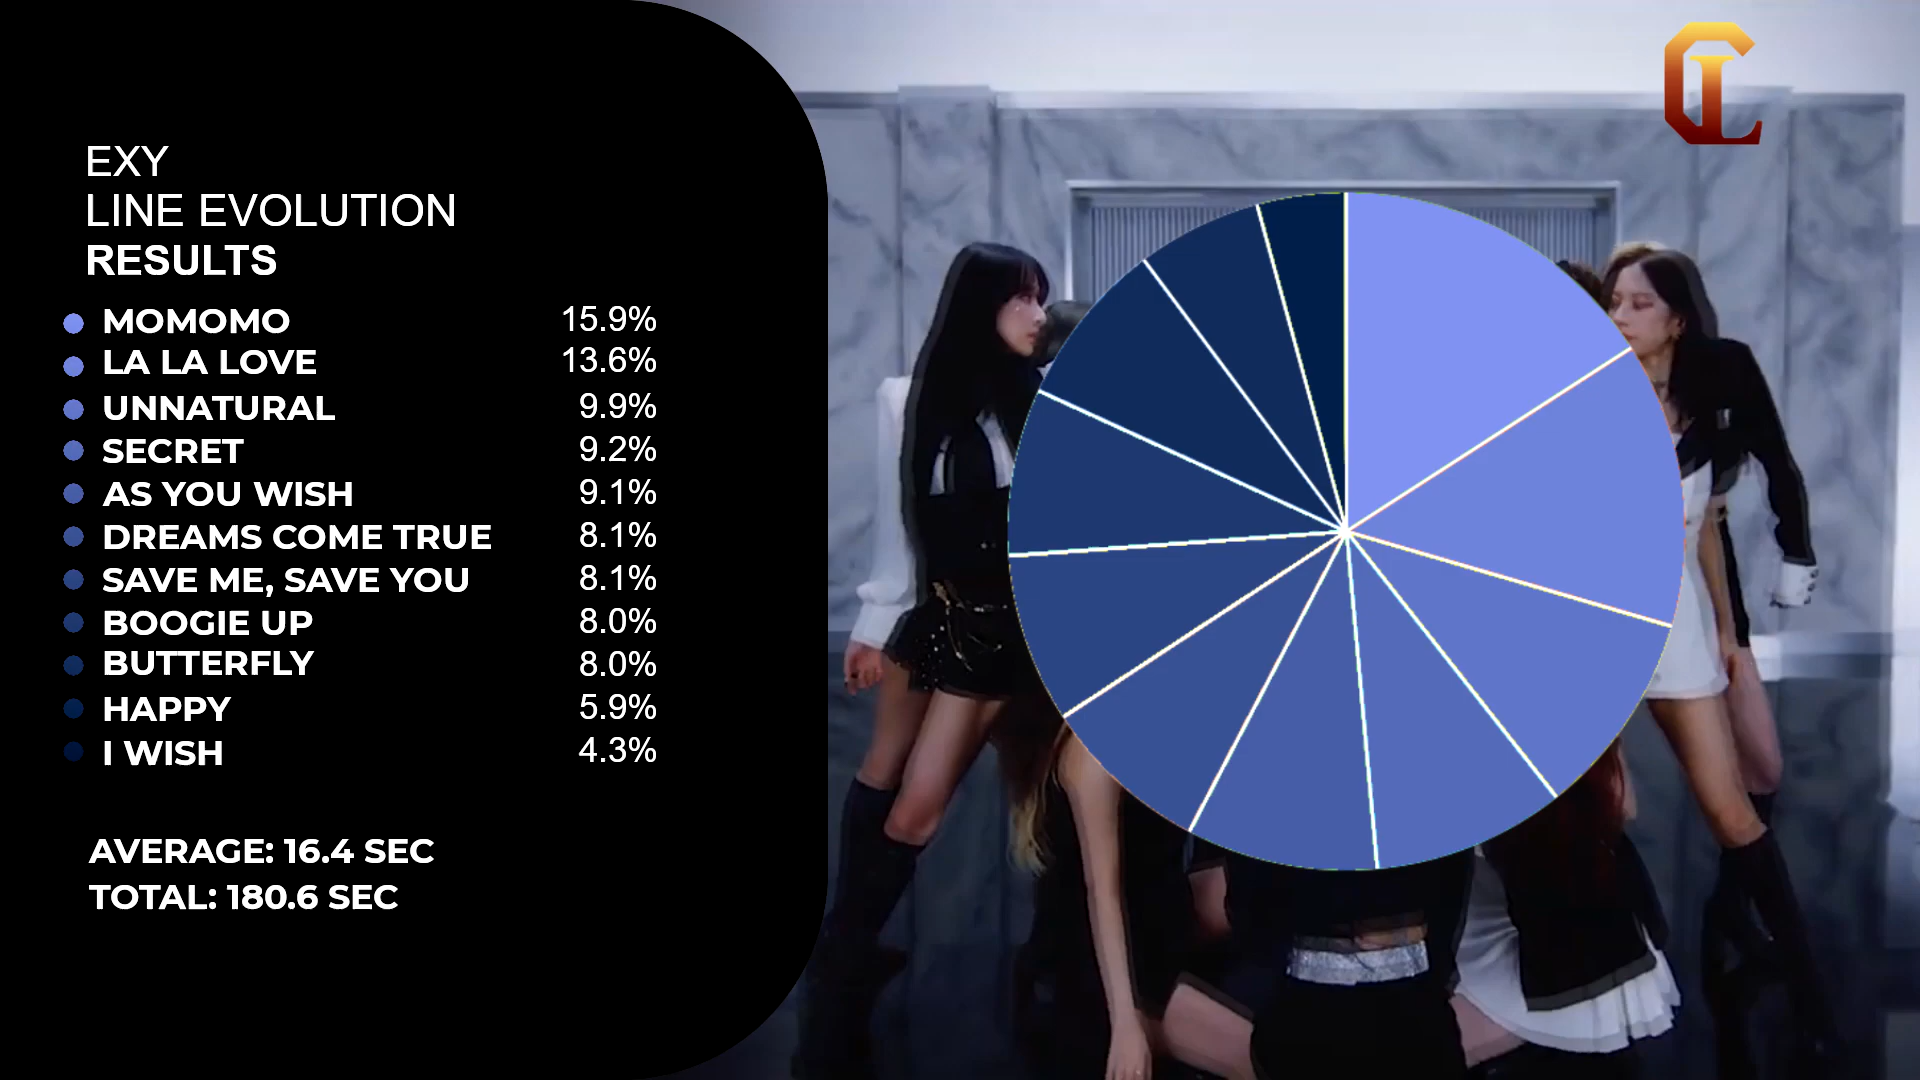 EXY
LINE EVOLUTION
RESULTS
MOMOMO 15.9%
LA LA LOVE 13.6%
UNNATURAL 9.9%
SECRET 9.2%
AS YOU WISH 9.1%
DREAMS COME TRUE 8.1%
SAVE ME, SAVE YOU 8.1%
BOOGIE UP 8.0%
BUTTERFLY 8.0%
HAPPY 5.9%
I WISH 4.3%
AVERAGE: 16.4 SEC
TOTAL: 180.6 SEC
CL